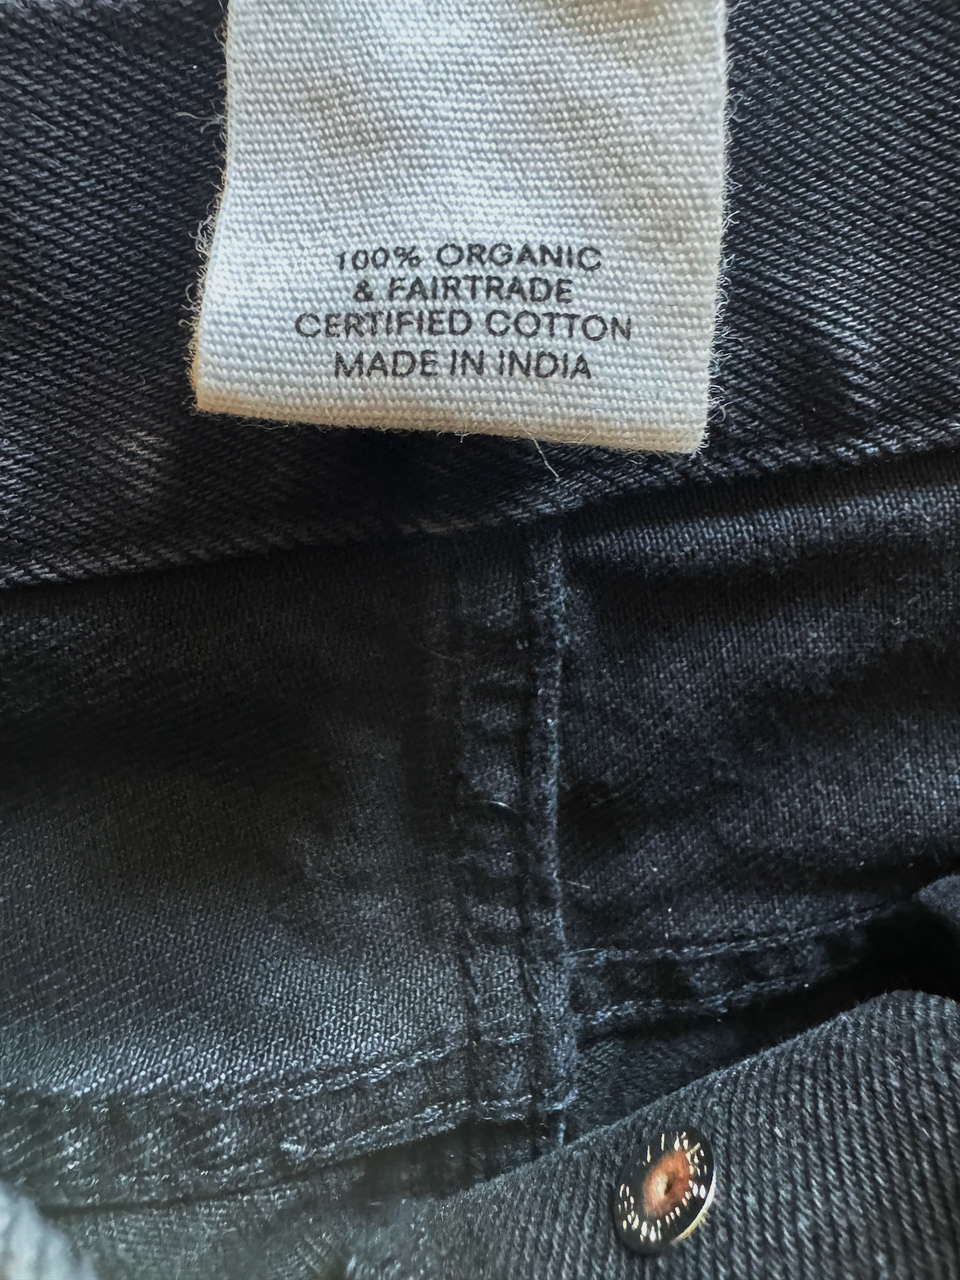 100% ORGANIC
& FAIRTRADE
CERTIFIED COTTON
MADE IN INDIA